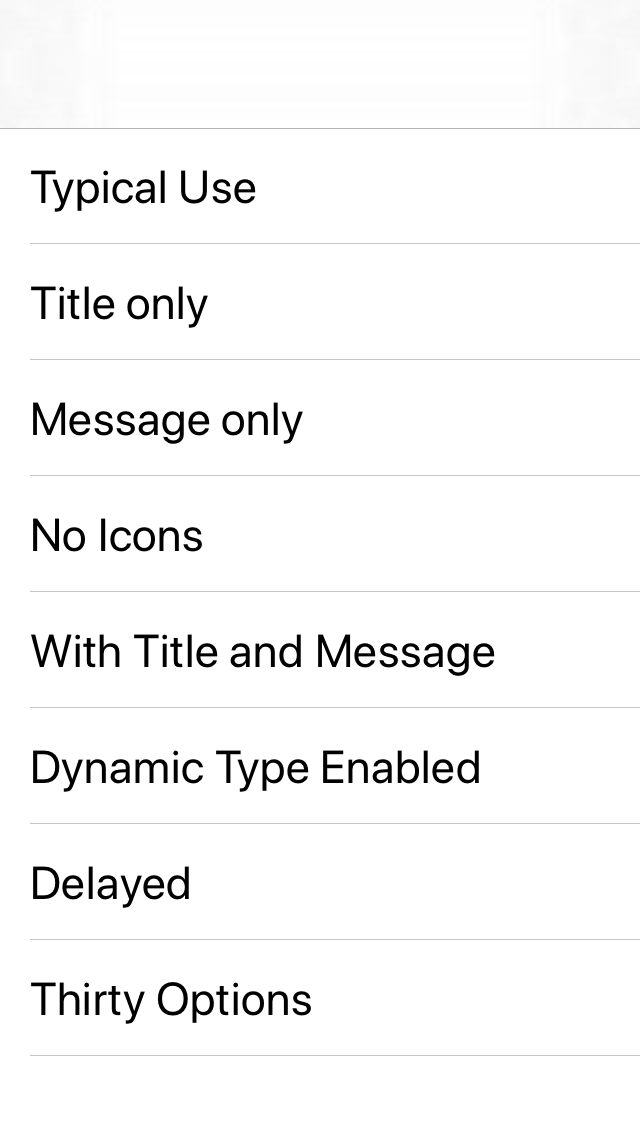 Typical Use
Title only
Message only
No Icons
With Title and Message
Dynamic Type Enabled
Delayed
Thirty Options